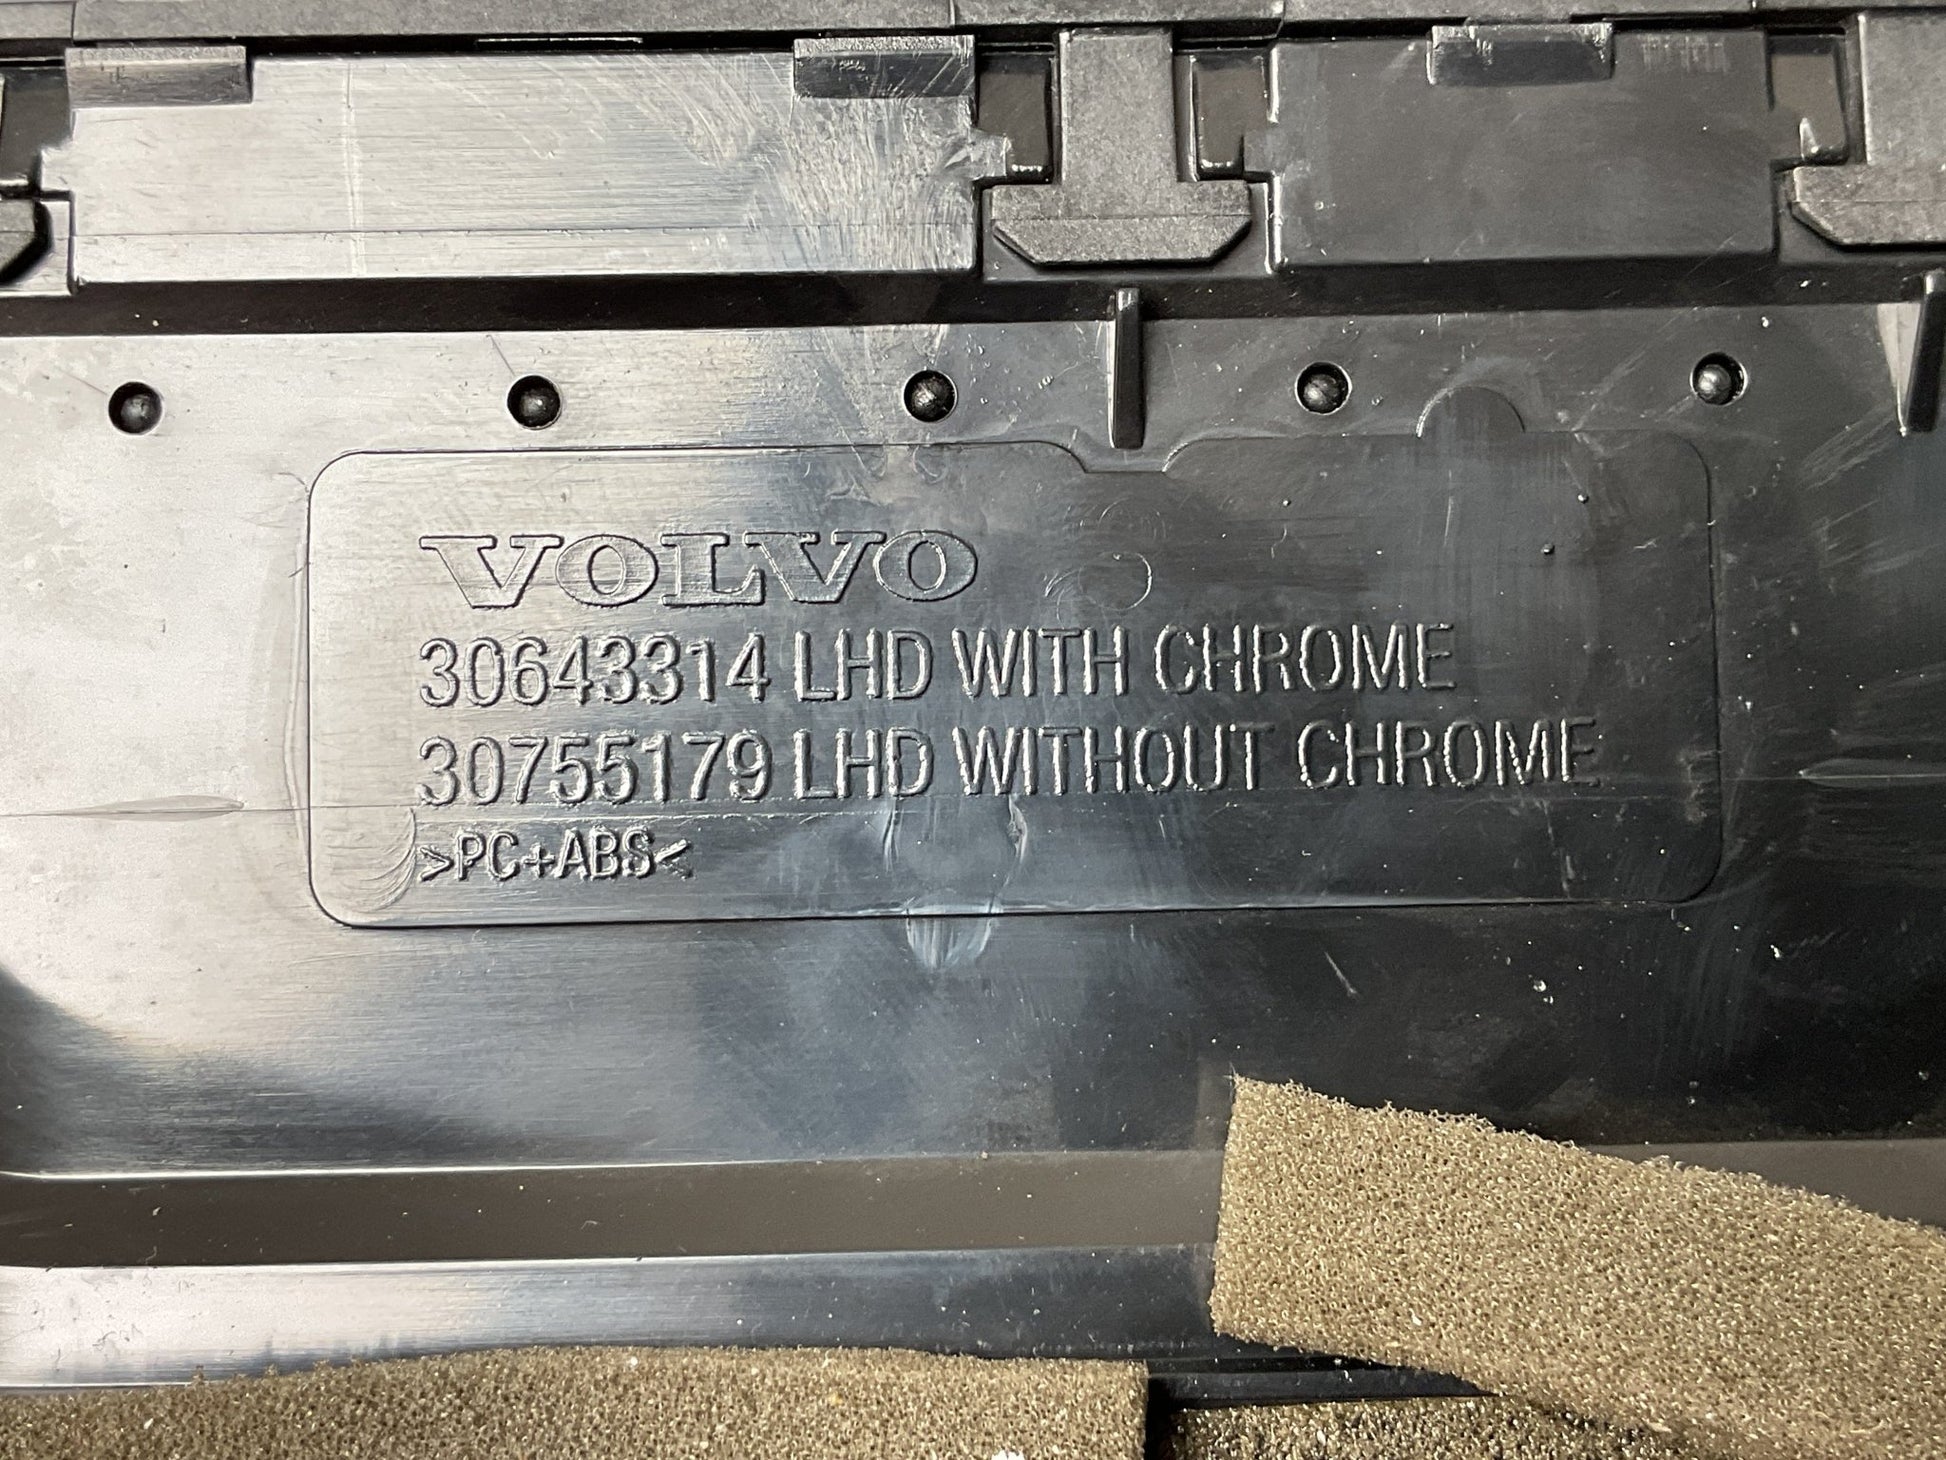 VOLVO
30643314 LHD WITH CHROME
30755179 LHD WITHOUT CHROME
>PC+ABS<